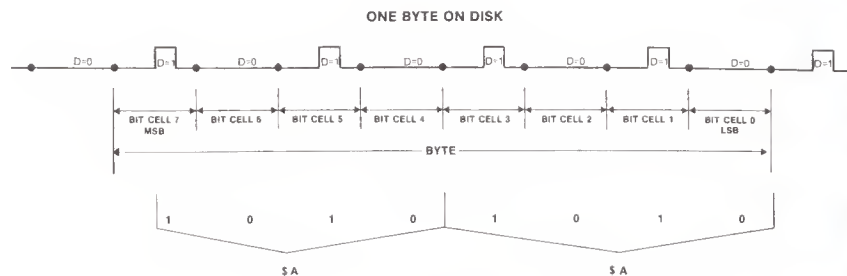 ONE BYTE ON DISK
D=0 D=1 D=0 D=1 D=0 D=1 D=0 D=1 D=0 D=1
BIT CELL 7 BIT CELL 6 BIT CELL 5 BIT CELL 4 BIT CELL 3 BIT CELL 2 BIT CELL 1 BIT CELL 0
MSB LSB
BYTE
1 0 1 0 1 0 1 0
$A $A